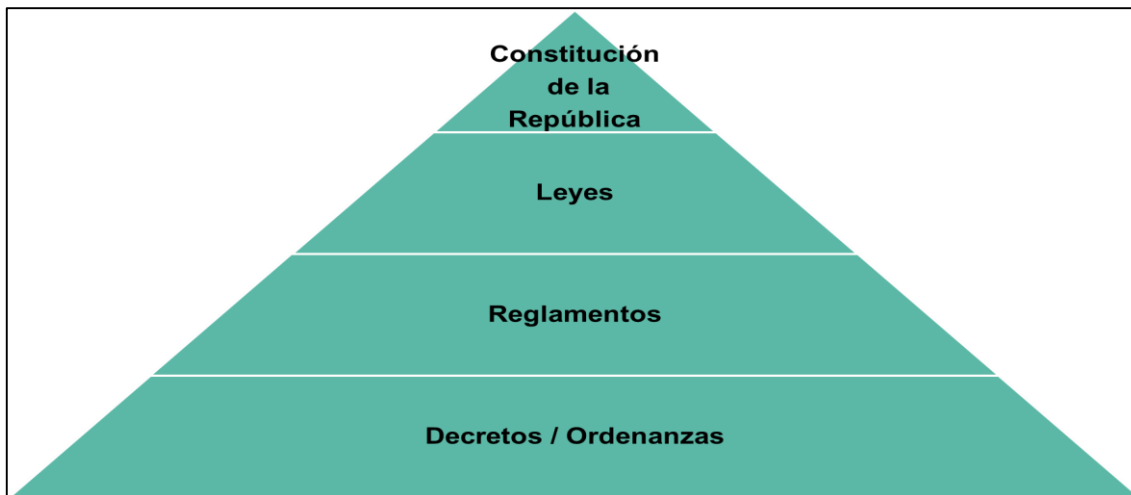 Constitución
de la
República
Leyes
Reglamentos
Decretos / Ordenanzas